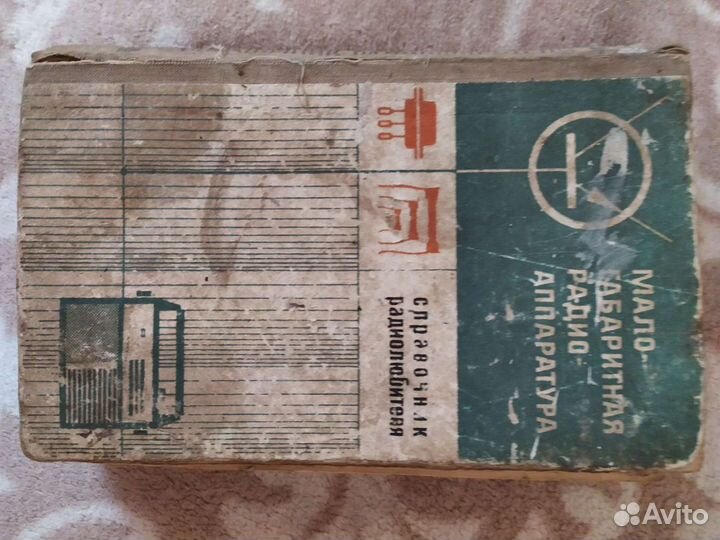 МАЛО-
ГАБАРИТНАЯ
РАДИО
АППАРАТУРА
справочник
радиолюбителя
Avito